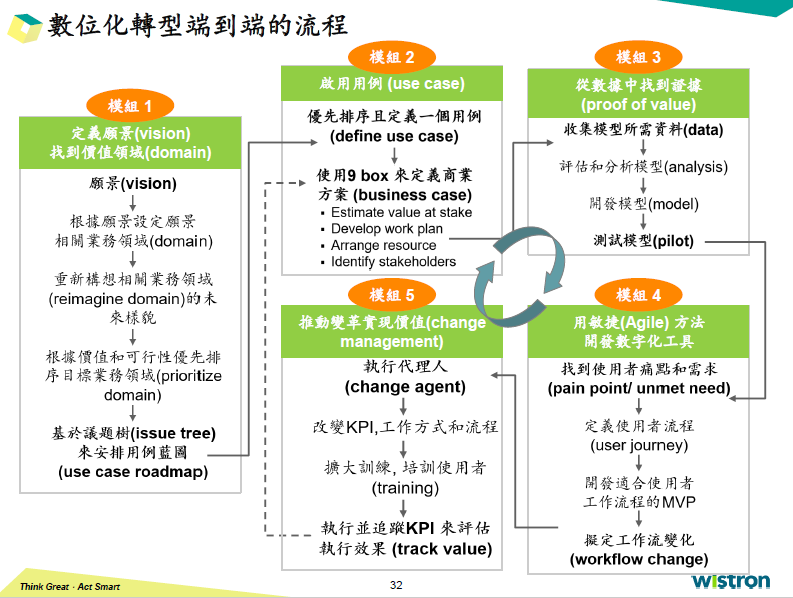 數位化轉型端到端的流程
模組 1
定義願景(vision)
找到價值領域(domain)
願景(vision)
根據願景設定願景
相關業務領域(domain)
重新構想相關業務領域
(reimagine domain)的未
來樣貌
根據價值和可行性優先排
序目標業務領域(prioritize
domain)
基於議題樹(issue tree)
來安排用例藍圖
(use case roadmap)
模組 2
啟用用例 (use case)
優先排序且定義一個用例
(define use case)
使用9 box 來定義商業
方案 (business case)
▪ Estimate value at stake
▪ Develop work plan
▪ Arrange resource
▪ Identify stakeholders
模組 3
從數據中找到證據
(proof of value)
收集模型所需資料(data)
評估和分析模型(analysis)
開發模型(model)
測試模型(pilot)
模組 4
用敏捷(Agile) 方法
開發數字化工具
找到使用者痛點和需求
(pain point/ unmet need)
定義使用者流程
(user journey)
開發適合使用者
工作流程的MVP
擬定工作流變化
(workflow change)
模組 5
推動變革實現價值(change
management)
執行代理人
(change agent)
改變KPI,工作方式和流程
擴大訓練, 培訓使用者
(training)
執行並追蹤KPI 來評估
執行效果 (track value)
Think Great · Act Smart
32
wistron